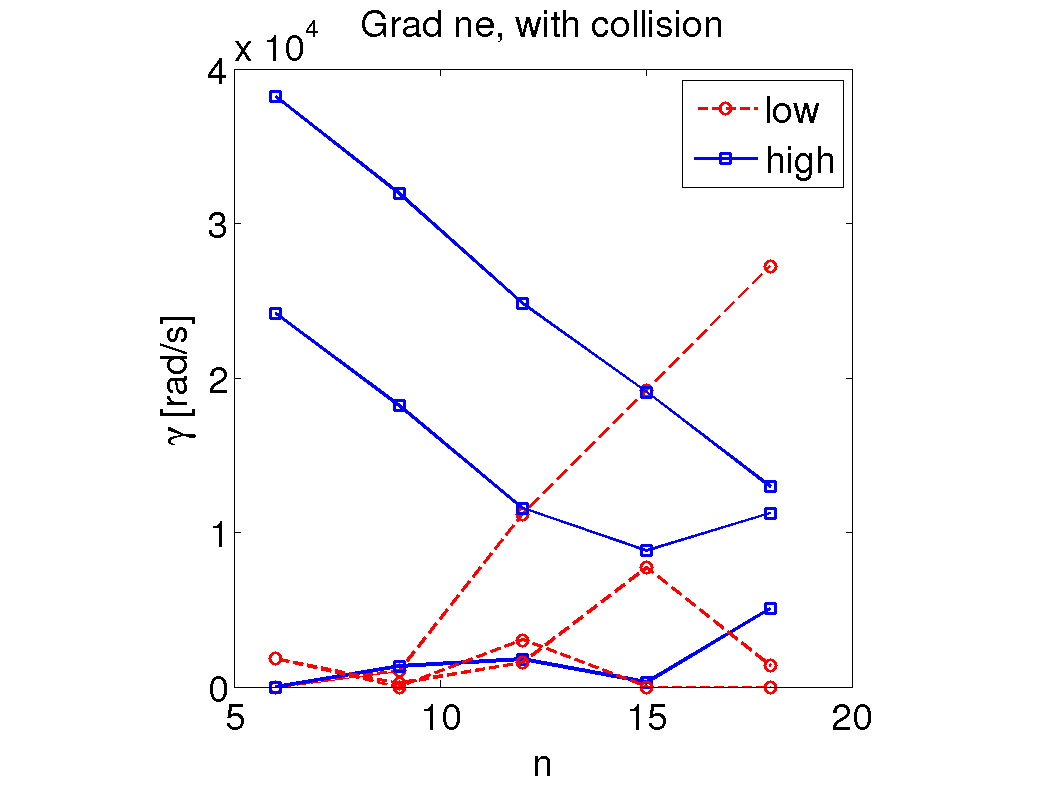 Grad ne, with collision
x 10^4
low
high
4
3
2
1
0
γ [rad/s]
5
10
15
20
n